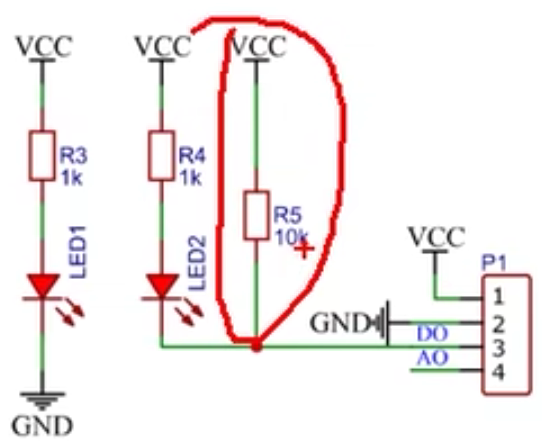 VCC
VCC
VCC
R3
1k
R4
1k
R5
10k
LED1
LED2
VCC
P1
1
GND
2
DO
3
AO
4
GND